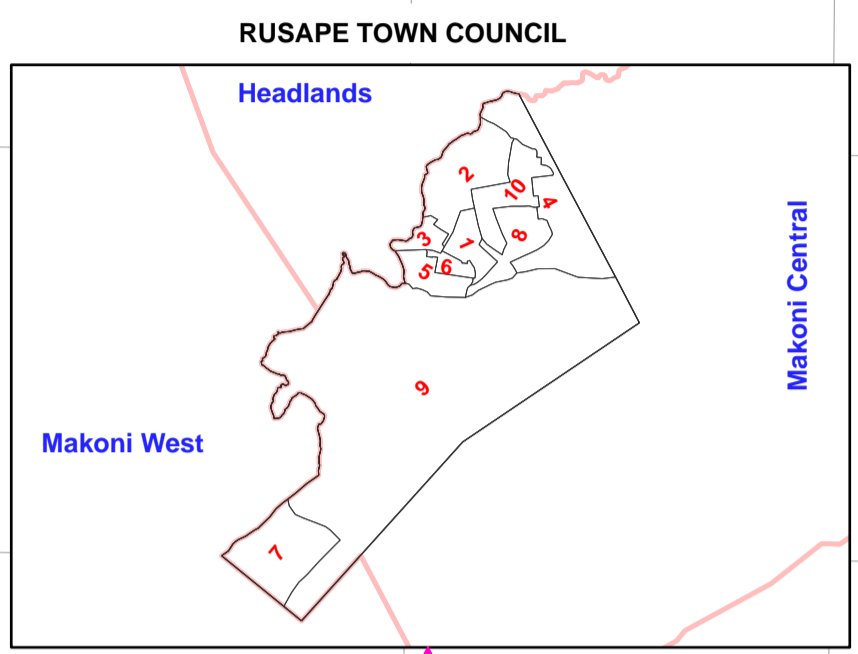 RUSAPE TOWN COUNCIL
Headlands
2
10
4
3
1
8
5
6
Makoni Central
9
Makoni West
7